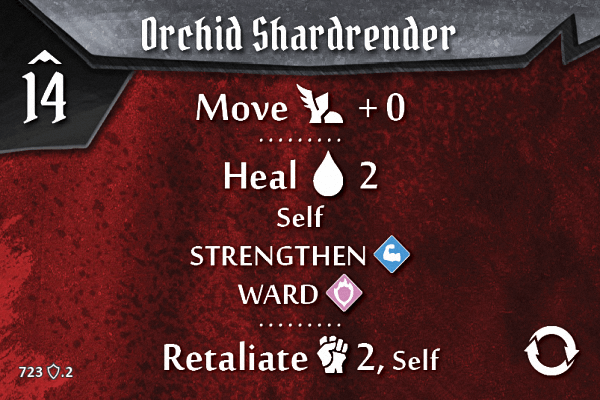 Orchid Shardrender
14
Move + 0
Heal 2
Self
STRENGTHEN
WARD
Retaliate 2, Self
723 .2